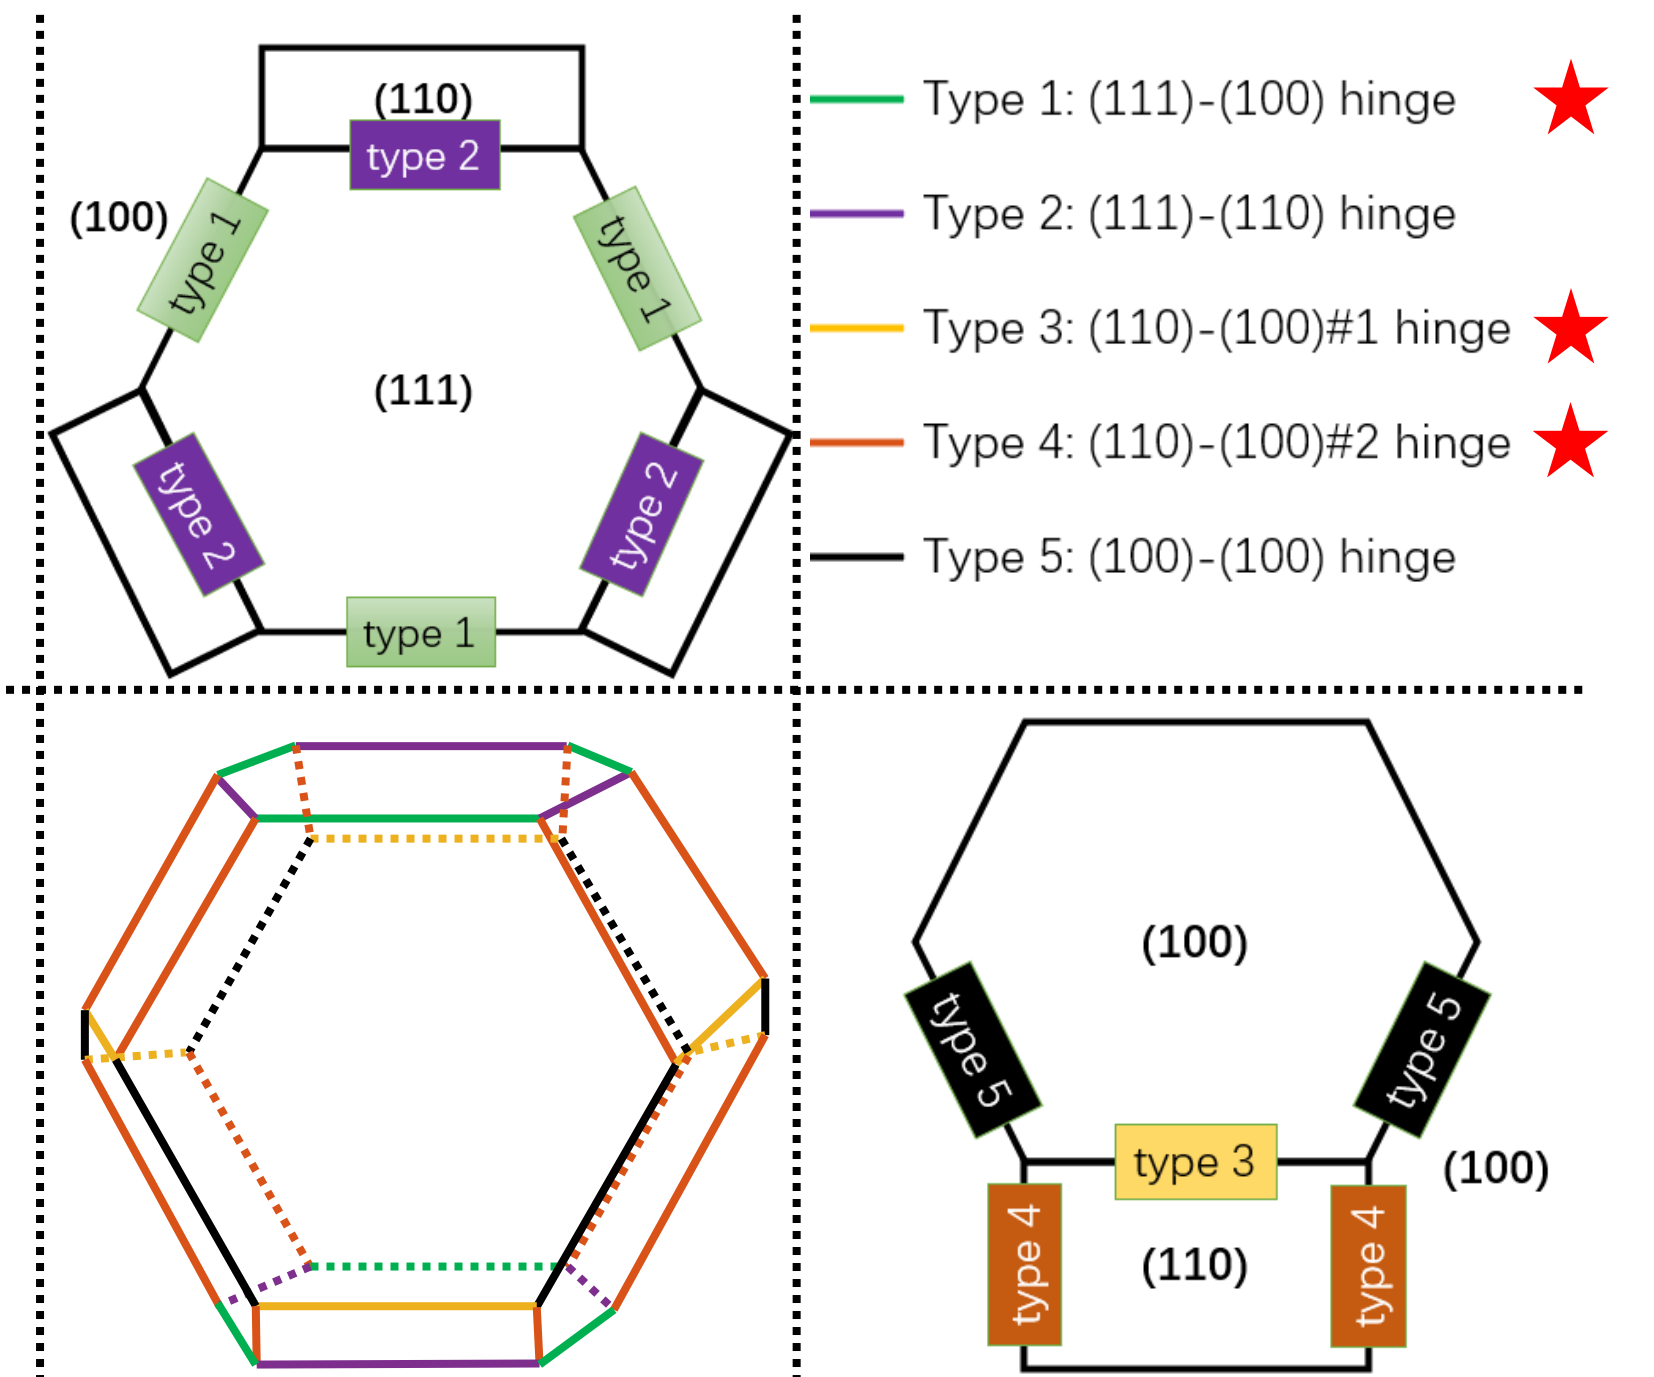 (110)
type 2
(100)
type 1
type 1
(111)
type 2
type 2
type 1
Type 1: (111)-(100) hinge
Type 2: (111)-(110) hinge
Type 3: (110)-(100)#1 hinge
Type 4: (110)-(100)#2 hinge
Type 5: (100)-(100) hinge
(100)
type 5
type 5
type 3
(100)
type 4
(110)
type 4